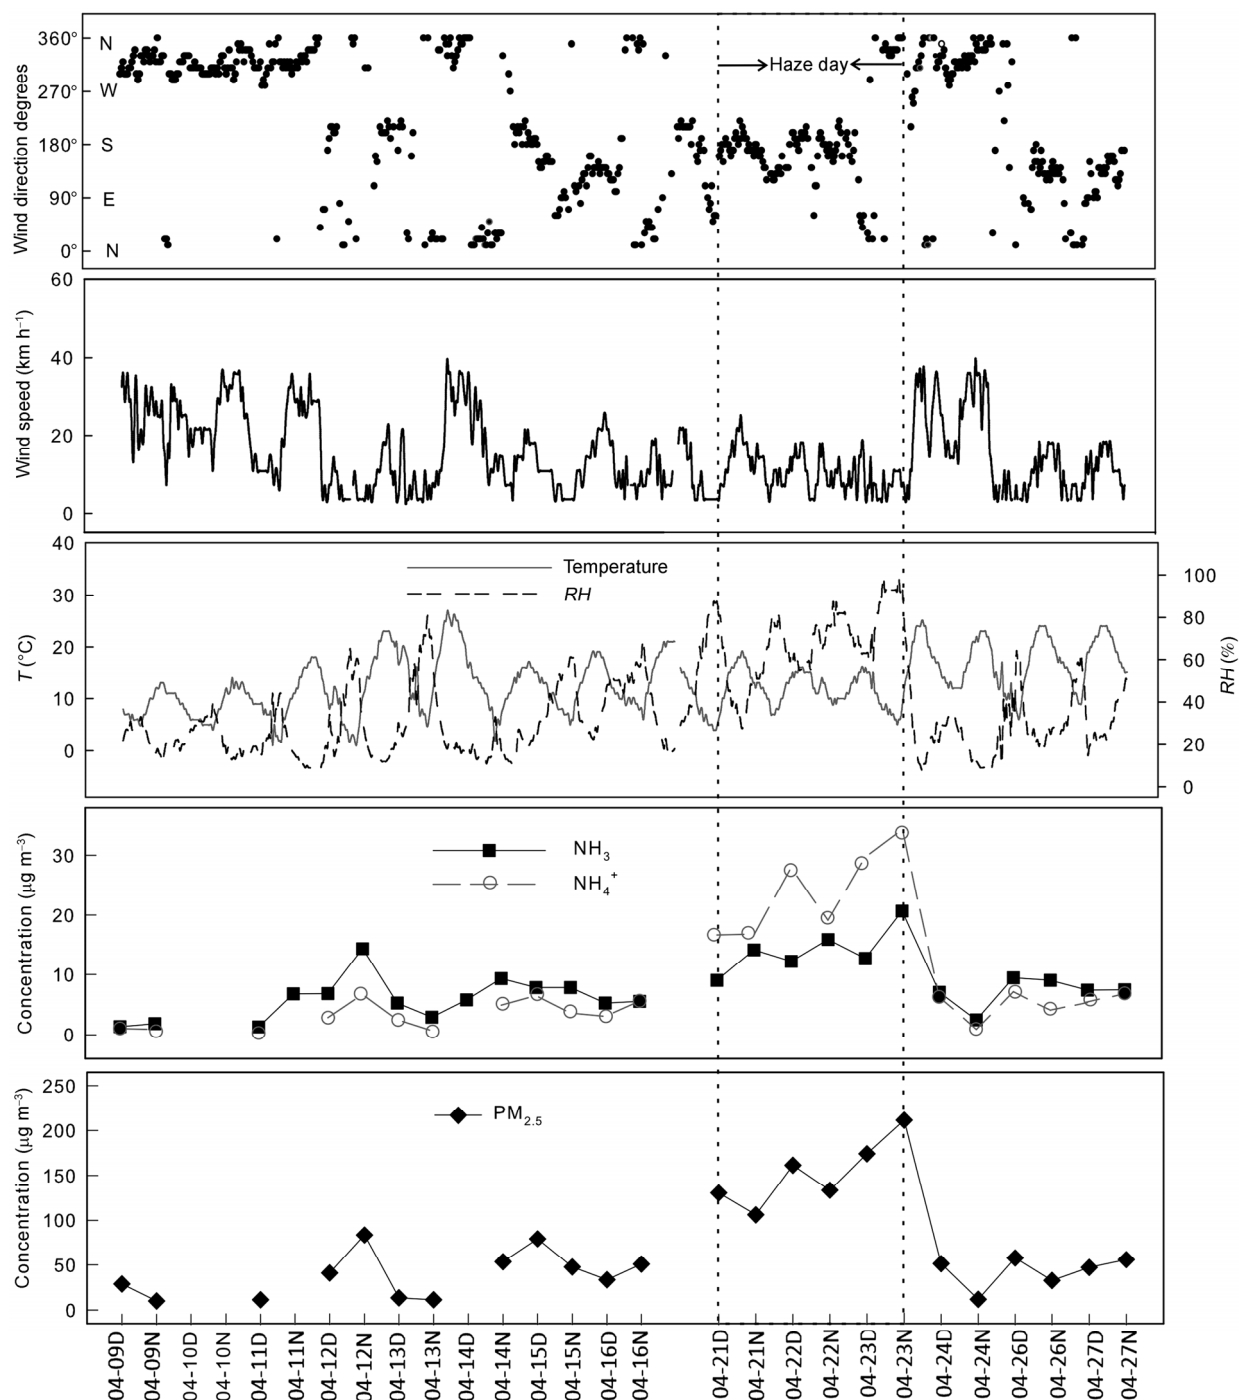 Wind direction degrees
360° N
270° W
180° S
90° E
0° N
Haze day
Wind speed (km h⁻¹)
60
40
20
0
T (°C)
40
30
20
10
0
Temperature
RH
100
80
60
40
20
0
RH (%)
Concentration (μg m⁻³)
30
20
10
0
NH₃
NH₄⁺
Concentration (μg m⁻³)
250
200
150
100
50
0
PM₂.₅
04-09D
04-09N
04-10D
04-10N
04-11D
04-11N
04-12D
04-12N
04-13D
04-13N
04-14D
04-14N
04-15D
04-15N
04-16D
04-16N
04-21D
04-21N
04-22D
04-22N
04-23D
04-23N
04-24D
04-24N
04-26D
04-26N
04-27D
04-27N